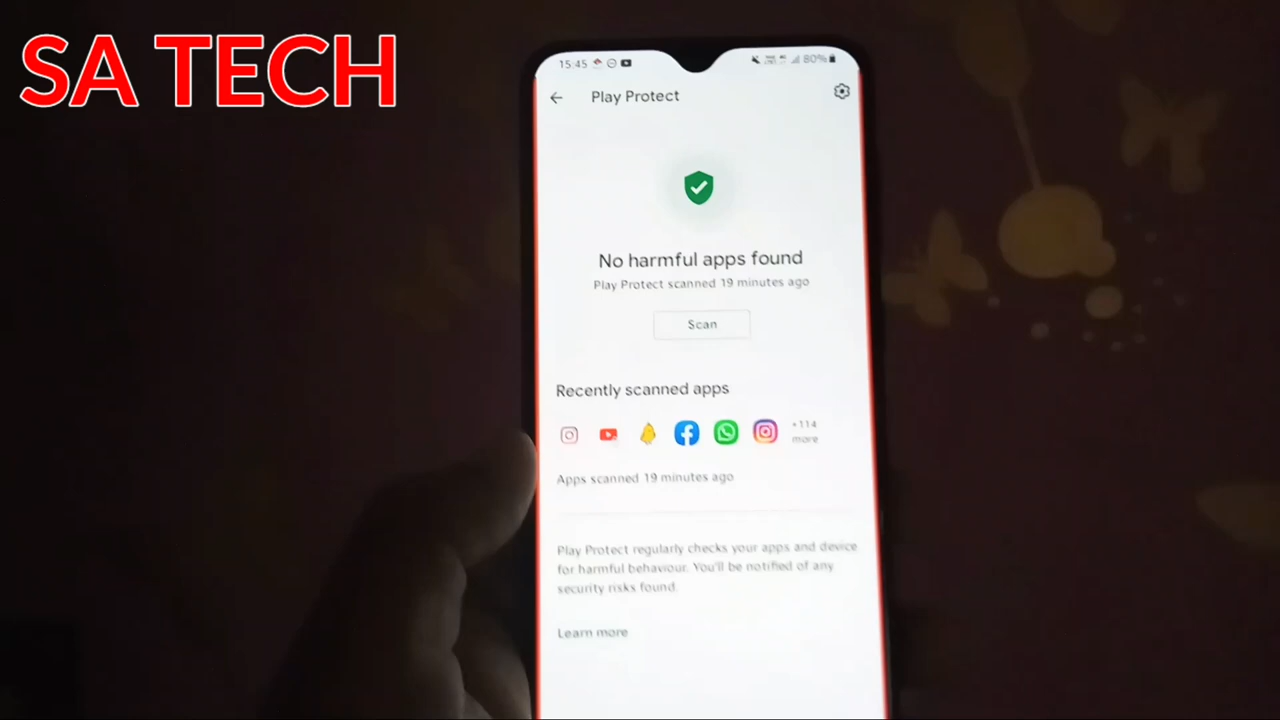 SA TECH
15:45
80%
Play Protect
No harmful apps found
Play Protect scanned 19 minutes ago
Scan
Recently scanned apps
+114
more
Apps scanned 19 minutes ago
Play Protect regularly checks your apps and device
for harmful behaviour. You'll be notified of any
security risks found.
Learn more